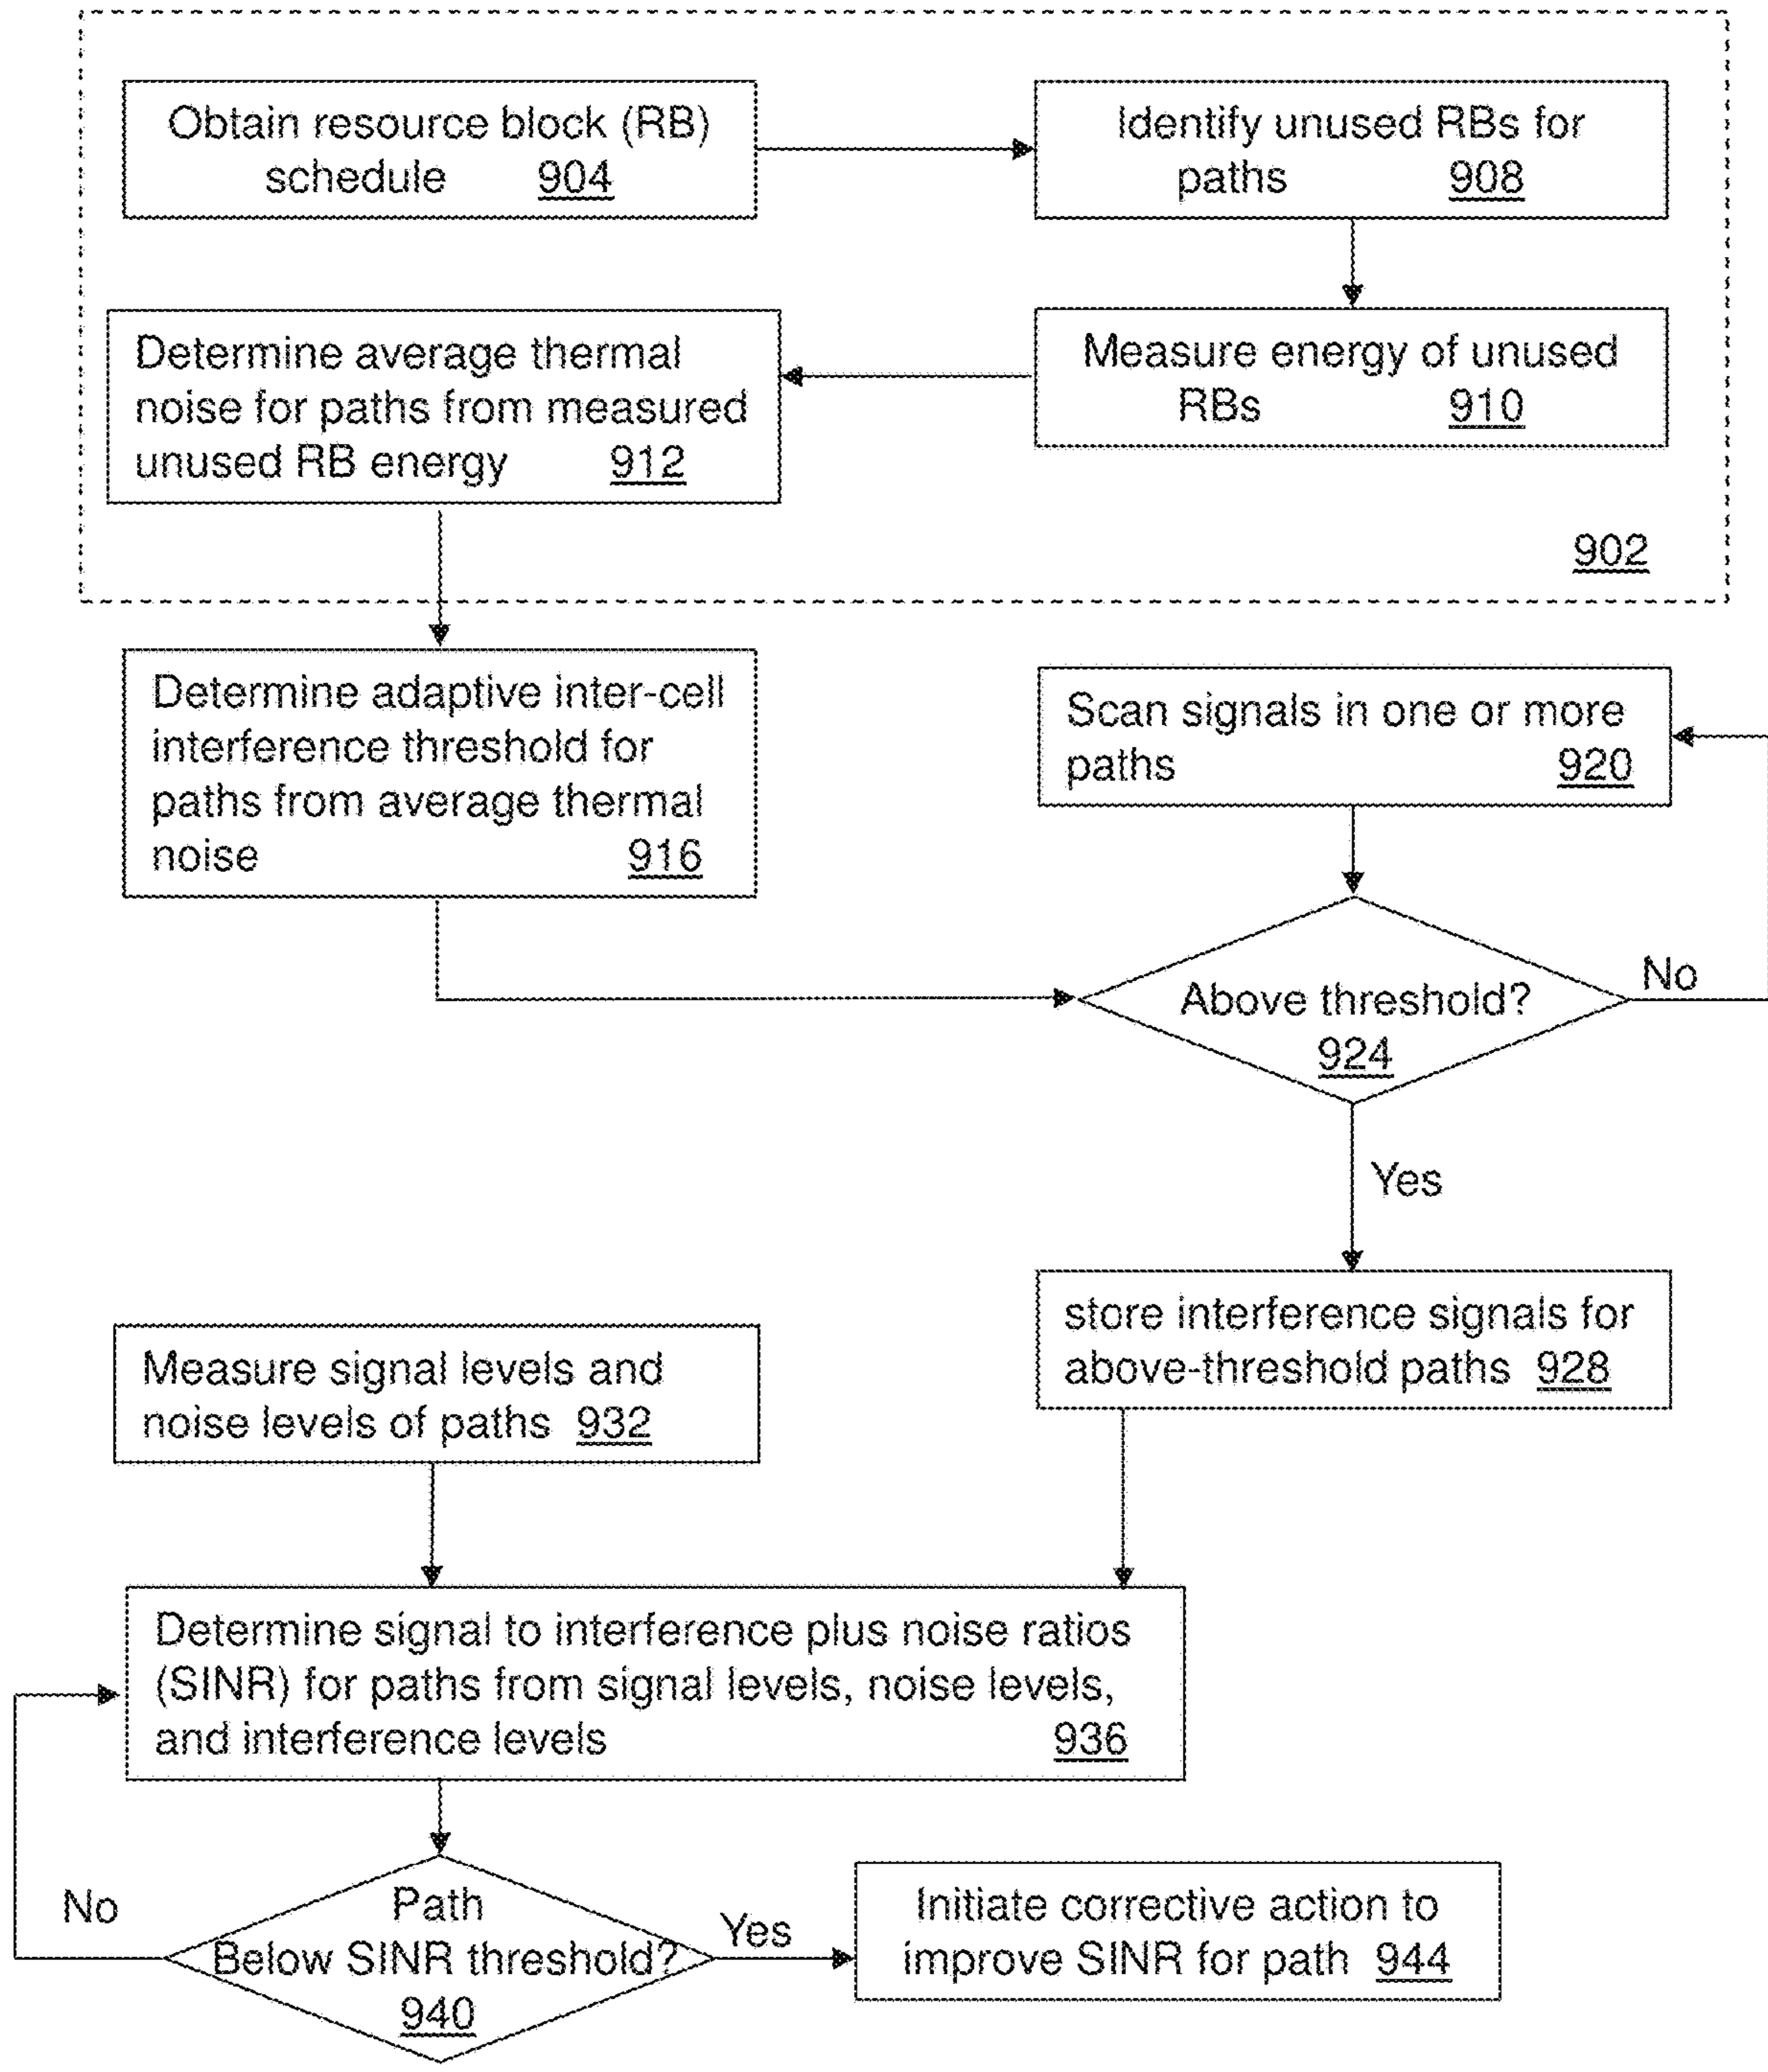 Obtain resource block (RB)
schedule 904
Identify unused RBs for
paths 908
Measure energy of unused
RBs 910
Determine average thermal
noise for paths from measured
unused RB energy 912
902
Determine adaptive inter-cell
interference threshold for
paths from average thermal
noise 916
Scan signals in one or more
paths 920
Above threshold?
924
No
Yes
store interference signals for
above-threshold paths 928
Measure signal levels and
noise levels of paths 932
Determine signal to interference plus noise ratios
(SINR) for paths from signal levels, noise levels,
and interference levels 936
Path
Below SINR threshold?
940
No
Yes
Initiate corrective action to
improve SINR for path 944